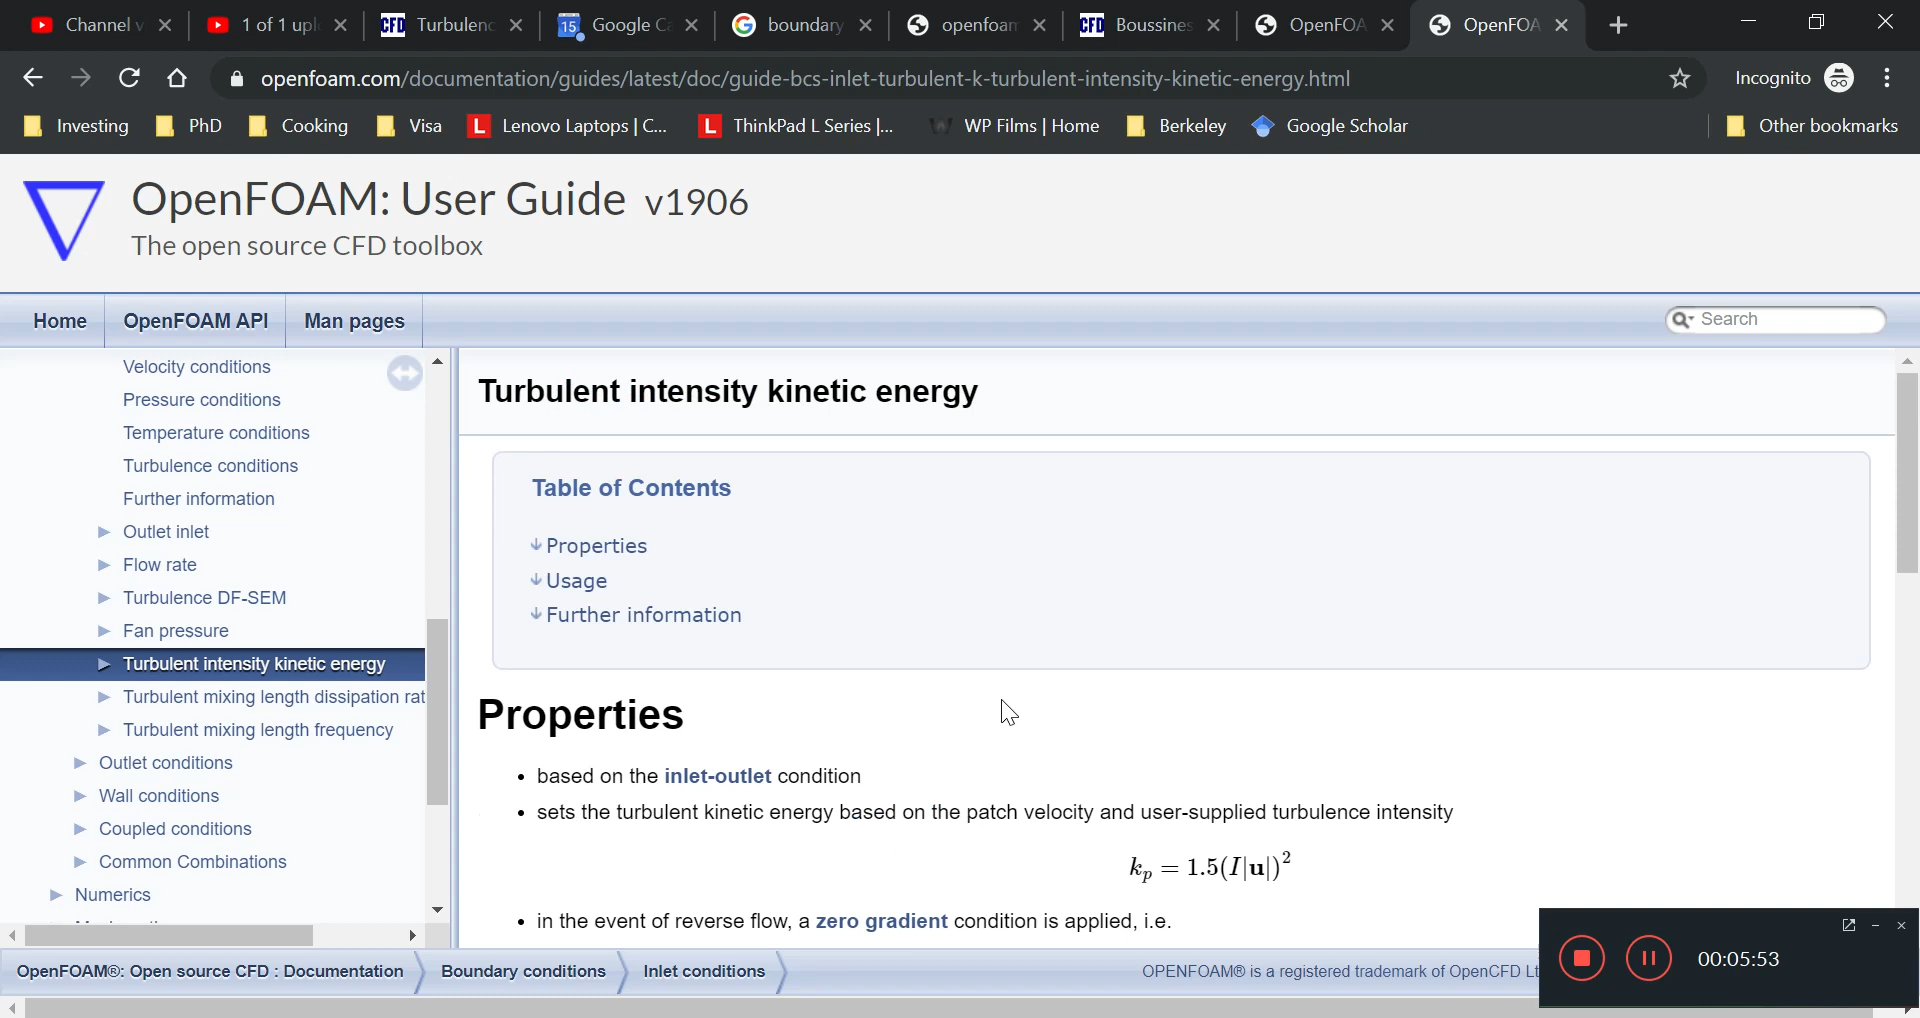 Channel v
1 of 1 upl
Turbulenc
Google Ca
boundary
openfoam
Boussines
OpenFOA
OpenFOA
openfoam.com/documentation/guides/latest/doc/guide-bcs-inlet-turbulent-k-turbulent-intensity-kinetic-energy.html
Incognito
Investing
PhD
Cooking
Visa
Lenovo Laptops | C...
ThinkPad L Series |...
WP Films | Home
Berkeley
Google Scholar
Other bookmarks
OpenFOAM: User Guide v1906
The open source CFD toolbox
Home
OpenFOAM API
Man pages
Search
Velocity conditions
Pressure conditions
Temperature conditions
Turbulence conditions
Further information
Outlet inlet
Flow rate
Turbulence DF-SEM
Fan pressure
Turbulent intensity kinetic energy
Turbulent mixing length dissipation rat
Turbulent mixing length frequency
Outlet conditions
Wall conditions
Coupled conditions
Common Combinations
Numerics
Turbulent intensity kinetic energy
Table of Contents
Properties
Usage
Further information
Properties
based on the inlet-outlet condition
sets the turbulent kinetic energy based on the patch velocity and user-supplied turbulence intensity
k_p = 1.5(I|u|)²
in the event of reverse flow, a zero gradient condition is applied, i.e.
OpenFOAM®: Open source CFD : Documentation
Boundary conditions
Inlet conditions
OPENFOAM® is a registered trademark of OpenCFD Lt
00:05:53